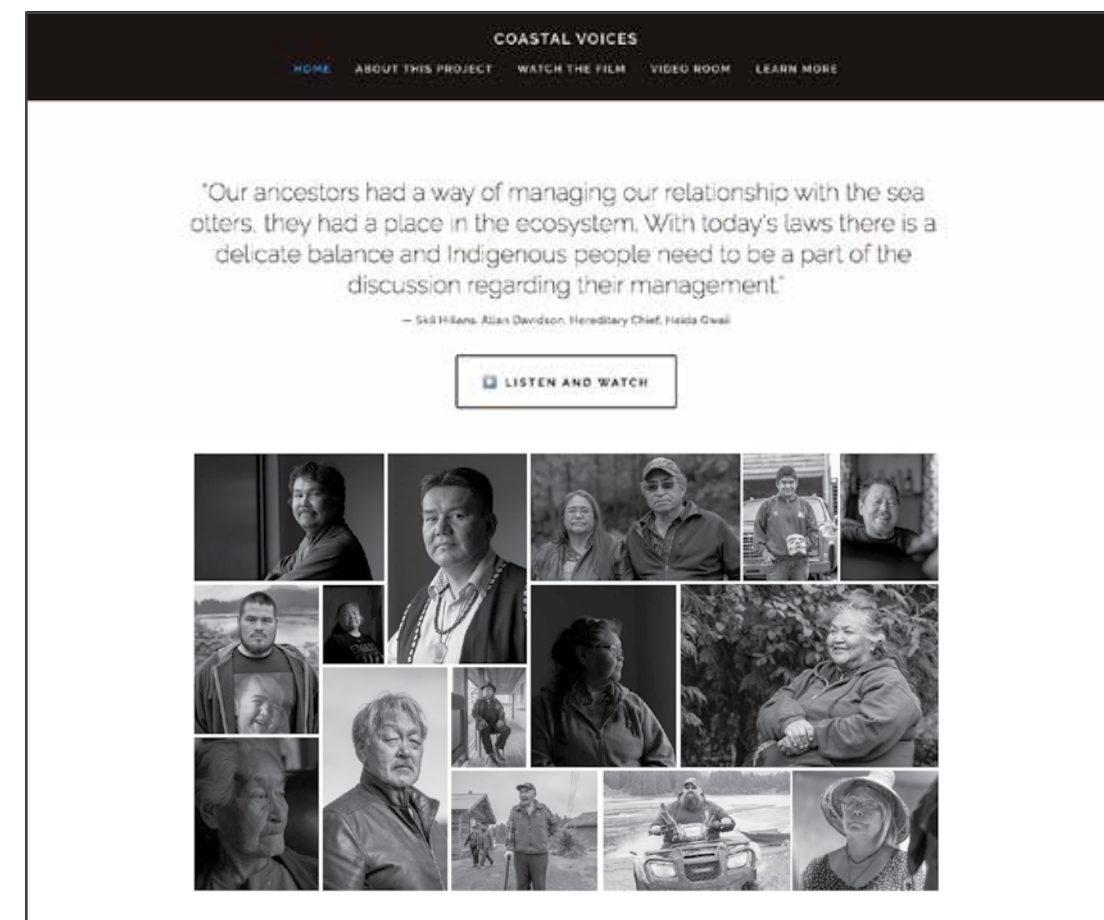 COASTAL VOICES
HOME ABOUT THIS PROJECT WATCH THE FILM VIDEO ROOM LEARN MORE
"Our ancestors had a way of managing our relationship with the sea
otters, they had a place in the ecosystem. With today's laws there is a
delicate balance and Indigenous people need to be a part of the
discussion regarding their management."
— Skil Hiilans, Allan Davidson, Hereditary Chief, Haida Gwaii
LISTEN AND WATCH